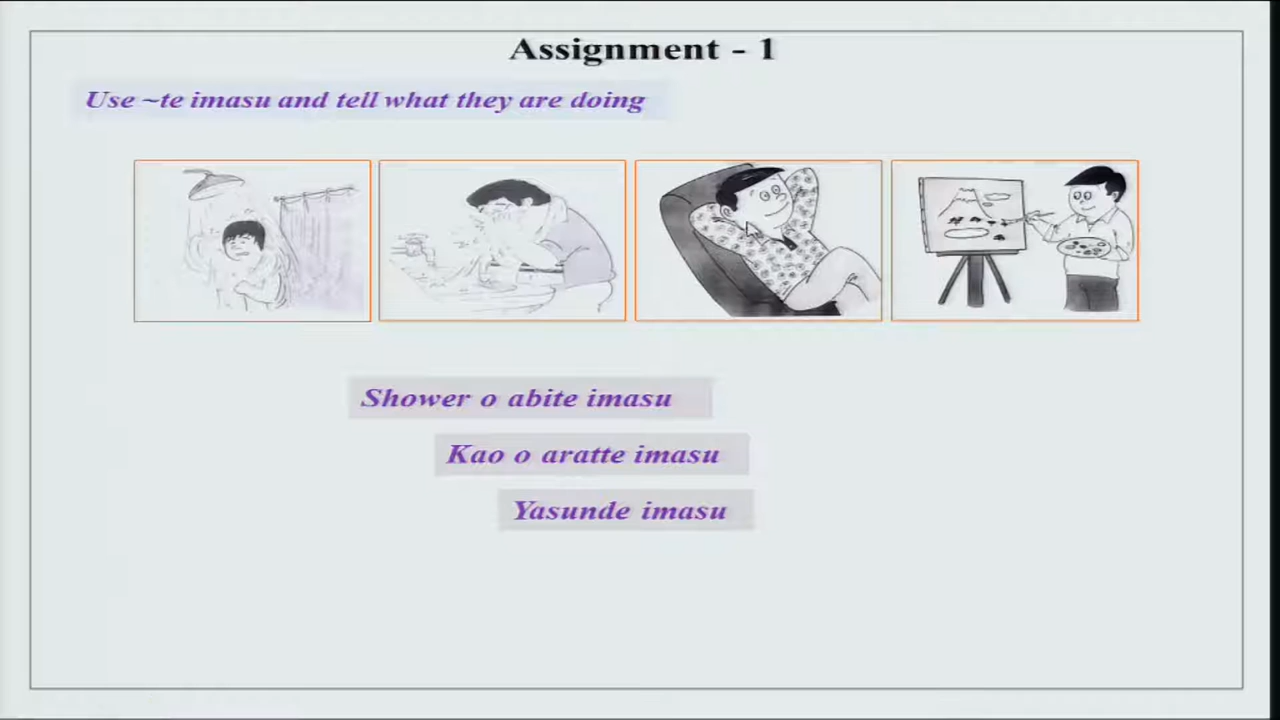 Assignment - 1
Use ~te imasu and tell what they are doing
Shower o abite imasu
Kao o aratte imasu
Yasunde imasu